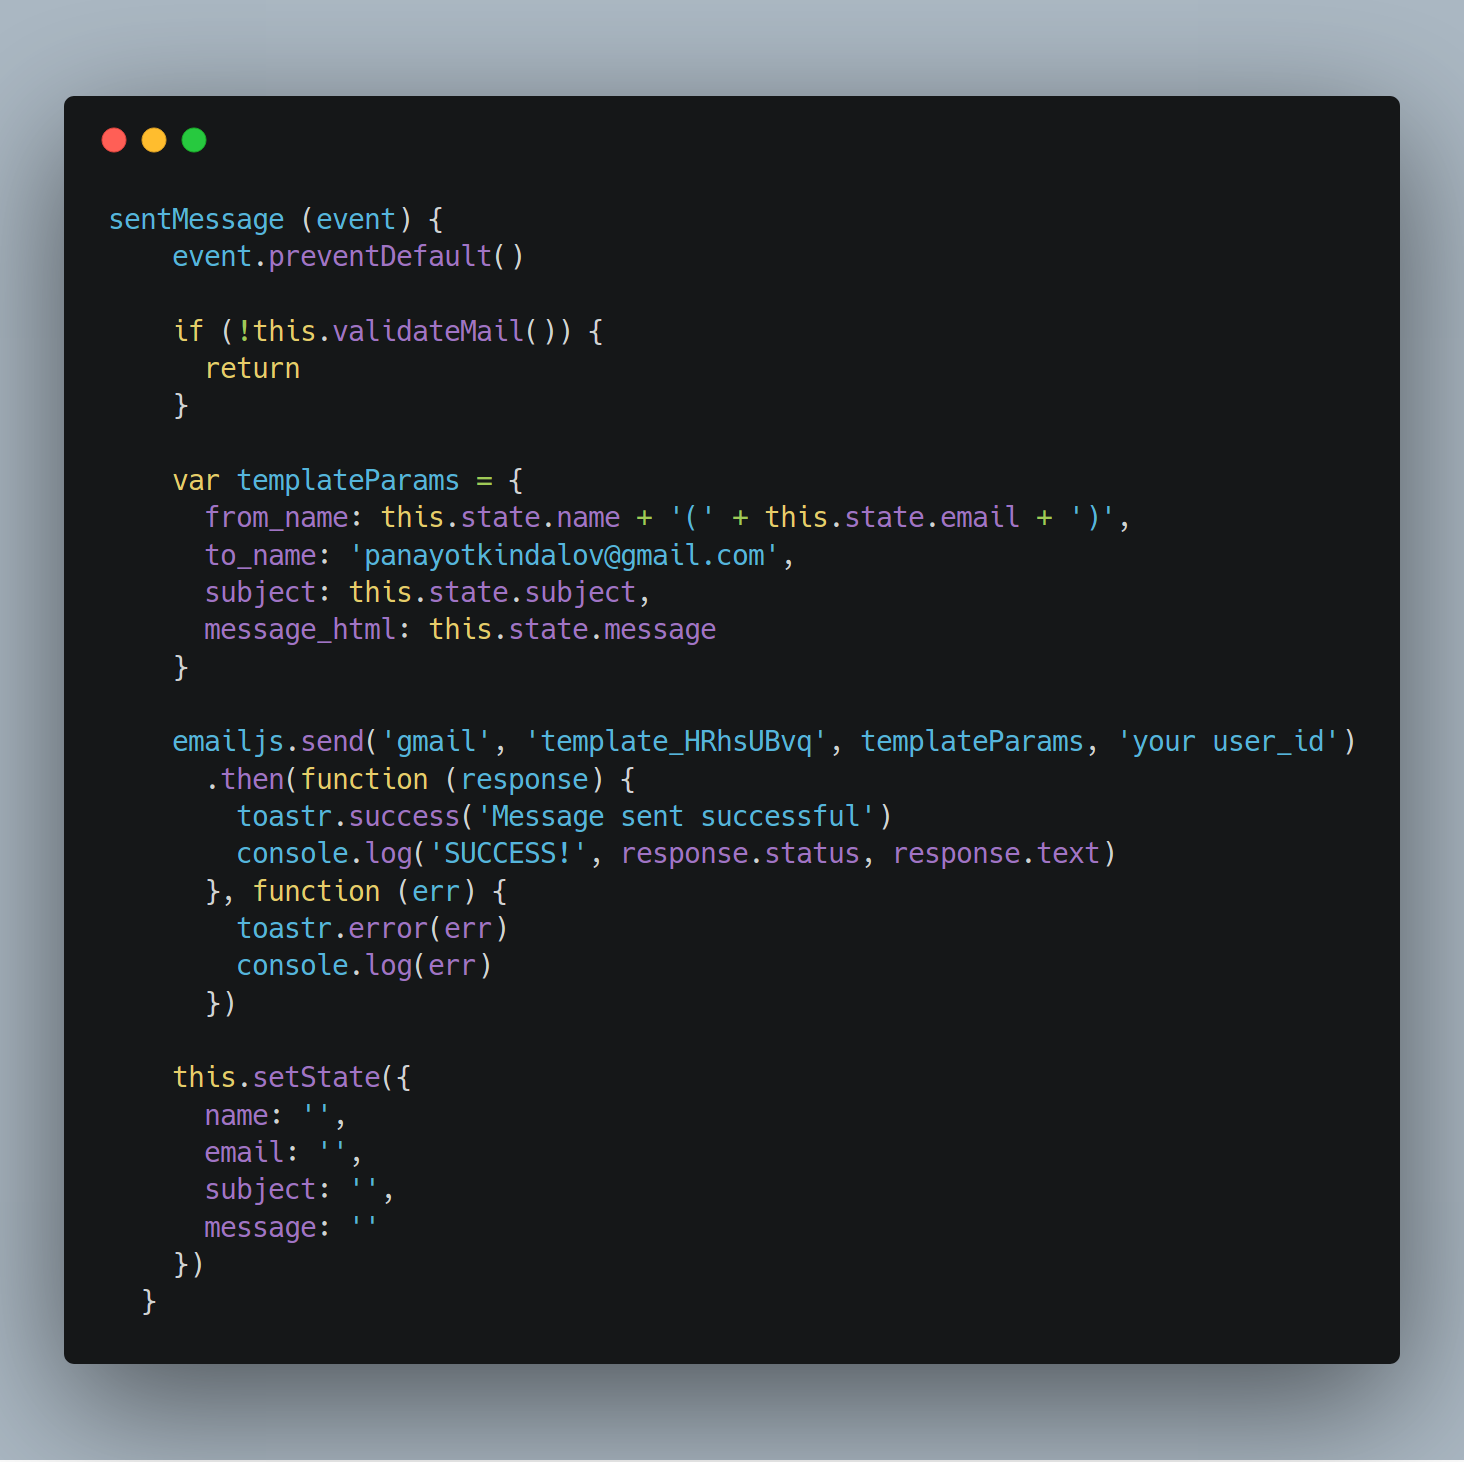 sentMessage (event) {
    event.preventDefault()

    if (!this.validateMail()) {
      return
    }

    var templateParams = {
      from_name: this.state.name + '(' + this.state.email + ')',
      to_name: 'panayotkindalov@gmail.com',
      subject: this.state.subject,
      message_html: this.state.message
    }

    emailjs.send('gmail', 'template_HRhsUBvq', templateParams, 'your user_id')
      .then(function (response) {
        toastr.success('Message sent successful')
        console.log('SUCCESS!', response.status, response.text)
      }, function (err) {
        toastr.error(err)
        console.log(err)
      })

    this.setState({
      name: '',
      email: '',
      subject: '',
      message: ''
    })
  }